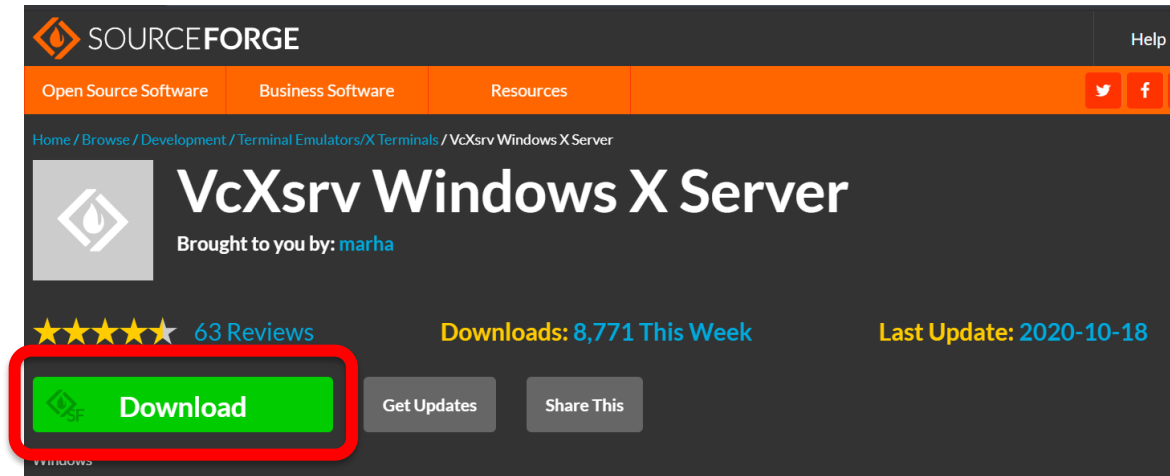 SOURCEFORGE
Help
Open Source Software Business Software Resources
Home / Browse / Development / Terminal Emulators/X Terminals / VcXsrv Windows X Server
VcXsrv Windows X Server
Brought to you by: marha
63 Reviews Downloads: 8,771 This Week Last Update: 2020-10-18
SF Download Get Updates Share This
Windows